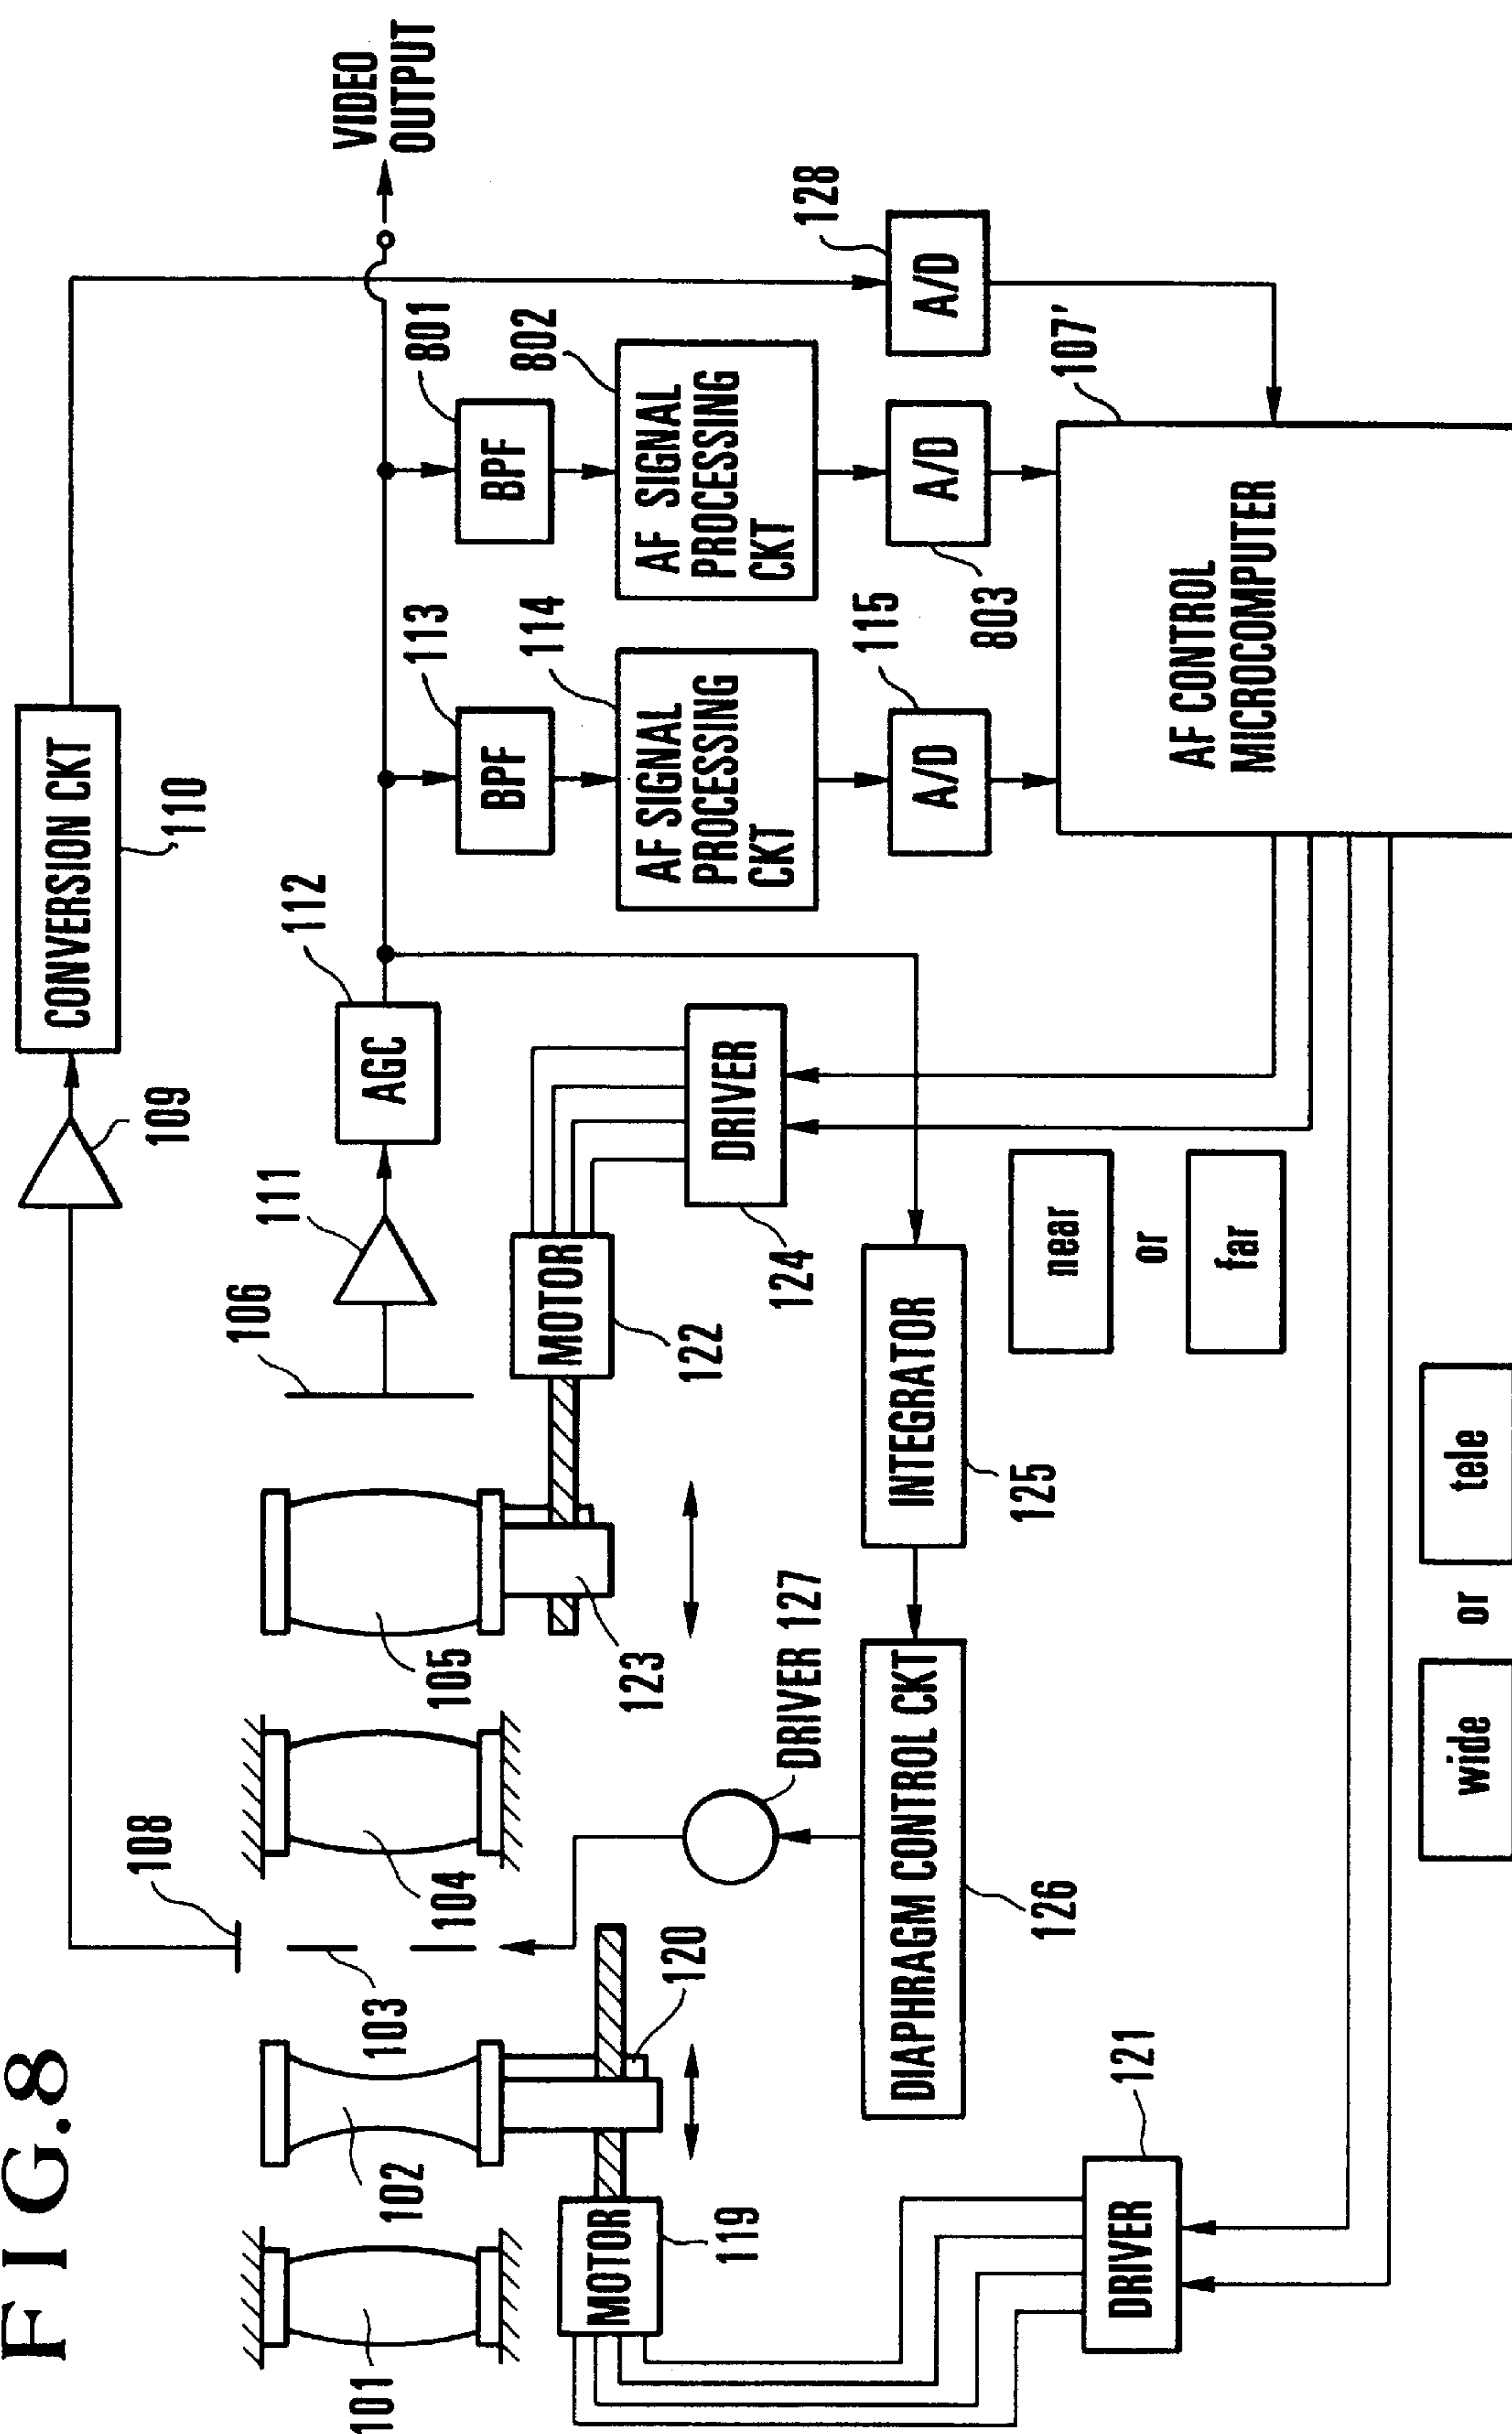 FIG.8
CONVERSION CKT
110
109
108
VIDEO
OUTPUT
101
102
103
104
105
106
111
AGC
112
113
BPF
801
BPF
114
AF SIGNAL
PROCESSING
CKT
802
AF SIGNAL
PROCESSING
CKT
115
A/D
803
A/D
128
A/D
107'
AF CONTROL
MICROCOMPUTER
MOTOR
119
120
MOTOR
122
123
DRIVER
124
DRIVER 127
INTEGRATOR
125
DIAPHRAGM CONTROL CKT
126
DRIVER
121
near
or
far
wide
or
tele